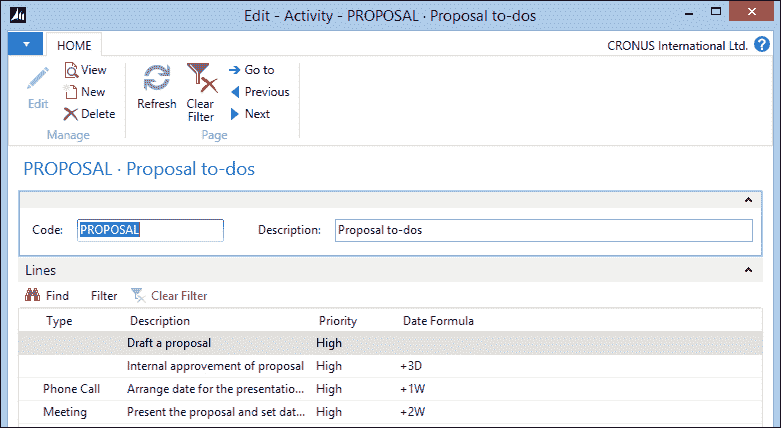 Edit - Activity - PROPOSAL · Proposal to-dos
HOME
CRONUS International Ltd.
View
Go to
New
Previous
Edit
Delete
Refresh
Clear
Filter
Next
Manage
Page
PROPOSAL · Proposal to-dos
Code: PROPOSAL Description: Proposal to-dos
Lines
Find Filter Clear Filter
Type Description Priority Date Formula
Draft a proposal High
Internal approvement of proposal High +3D
Phone Call Arrange date for the presentatio... High +1W
Meeting Present the proposal and set dat... High +2W